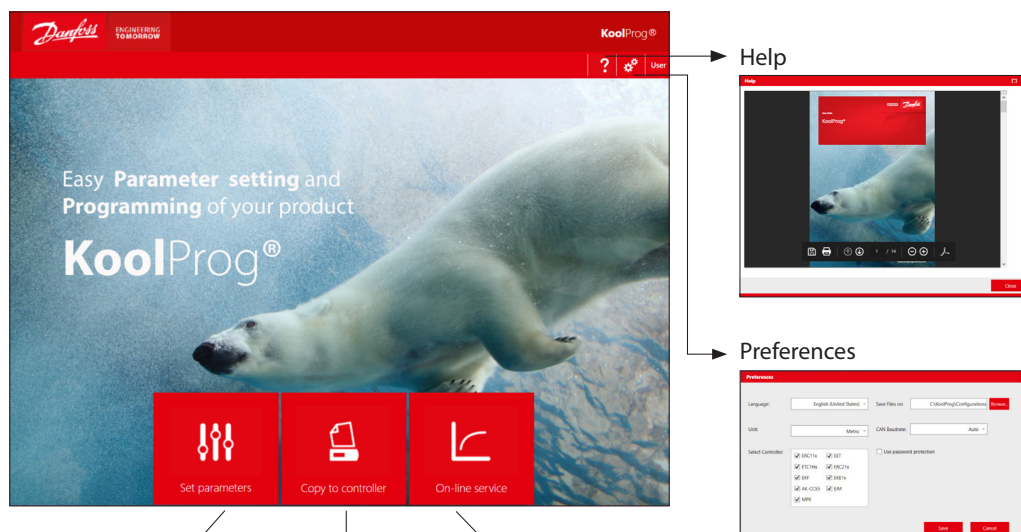 Danfoss
ENGINEERING
TOMORROW
KoolProg®
?
User
Easy Parameter setting and
Programming of your product
KoolProg®
Set parameters
Copy to controller
On-line service
Help
Help
Danfoss
KoolProg®
1 / 14
Close
Preferences
Preferences
Language: English (United States) Save Files on: C:\KoolProg\Configurations Browse..
Unit: Metric CAN Baudrate: Auto
Select Controller: Use password protection
ERC11x EET
ETC1Hx ERC21x
EKF EKE1x
AK-CC55 EIM
MPK
Save Cancel